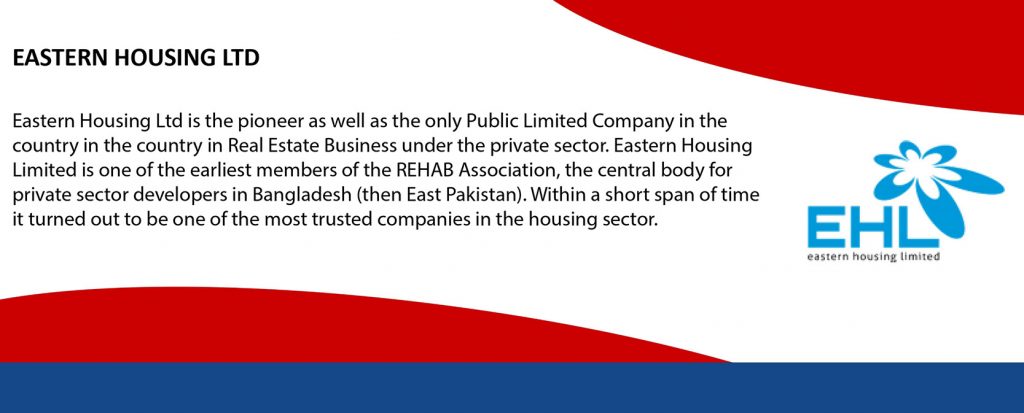 EASTERN HOUSING LTD
Eastern Housing Ltd is the pioneer as well as the only Public Limited Company in the
country in the country in Real Estate Business under the private sector. Eastern Housing
Limited is one of the earliest members of the REHAB Association, the central body for
private sector developers in Bangladesh (then East Pakistan). Within a short span of time
it turned out to be one of the most trusted companies in the housing sector.
EHL
eastern housing limited